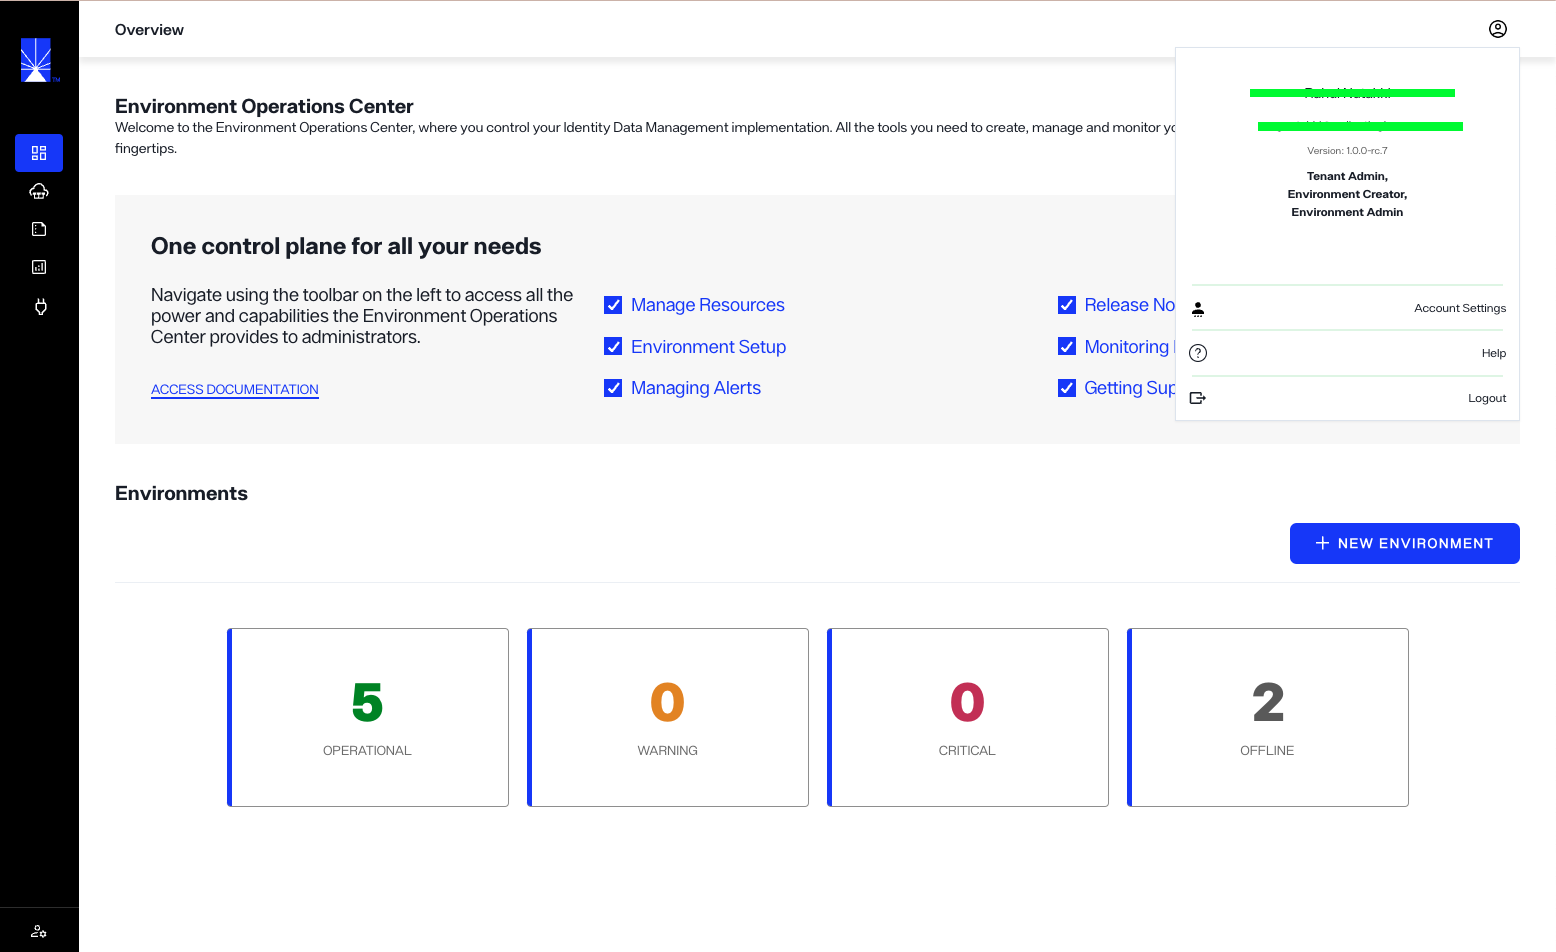 Overview
Version: 1.0.0-rc.7
Tenant Admin,
Environment Creator,
Environment Admin
Account Settings
Help
Logout
Environment Operations Center
Welcome to the Environment Operations Center, where you control your Identity Data Management implementation. All the tools you need to create, manage and monitor
fingertips.
One control plane for all your needs
Navigate using the toolbar on the left to access all the
power and capabilities the Environment Operations
Center provides to administrators.
ACCESS DOCUMENTATION
Manage Resources
Environment Setup
Managing Alerts
Release
Monitoring
Getting
Environments
+ NEW ENVIRONMENT
5
OPERATIONAL
0
WARNING
0
CRITICAL
2
OFFLINE